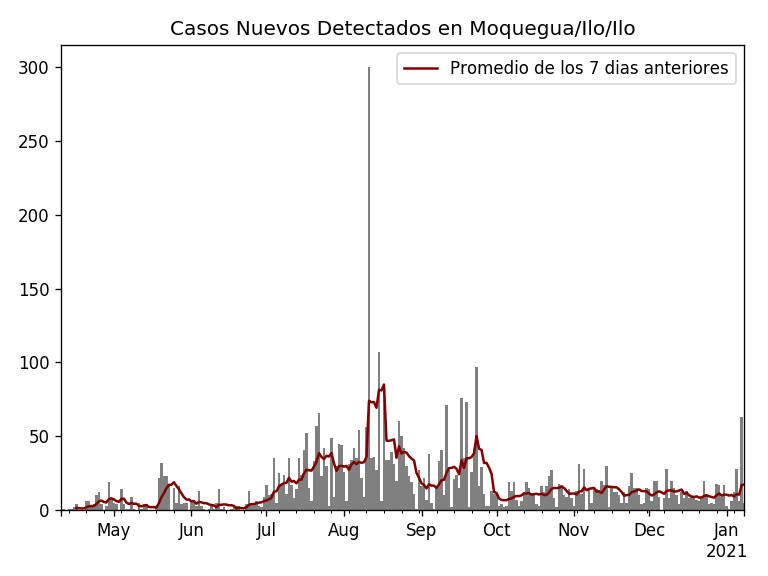 Casos Nuevos Detectados en Moquegua/Ilo/Ilo
Promedio de los 7 dias anteriores
300
250
200
150
100
50
0
May Jun Jul Aug Sep Oct Nov Dec Jan
2021